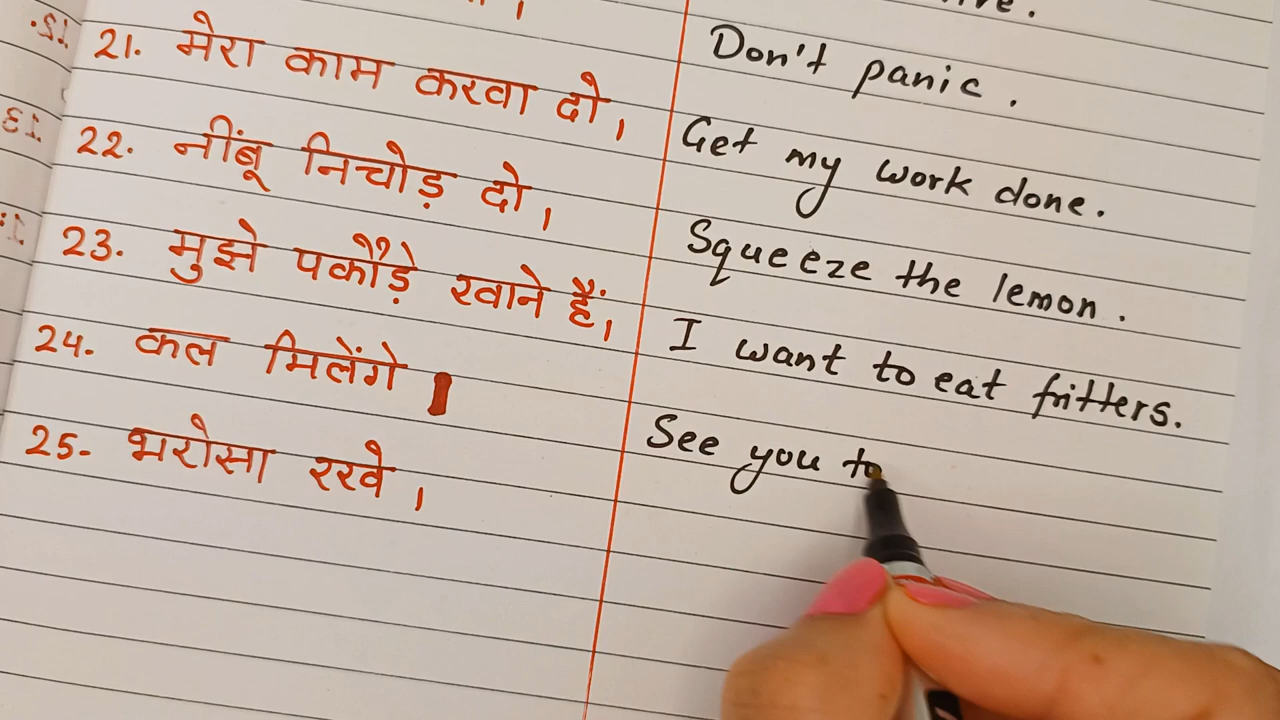 Don't panic.
21. मेरा काम करवा दो। Get my work done.
22. नींबू निचोड़ दो। Squeeze the lemon.
23. मुझे पकौड़े खाने हैं। I want to eat fritters.
24. कल मिलेंगे। See you to
25. भरोसा रखे।